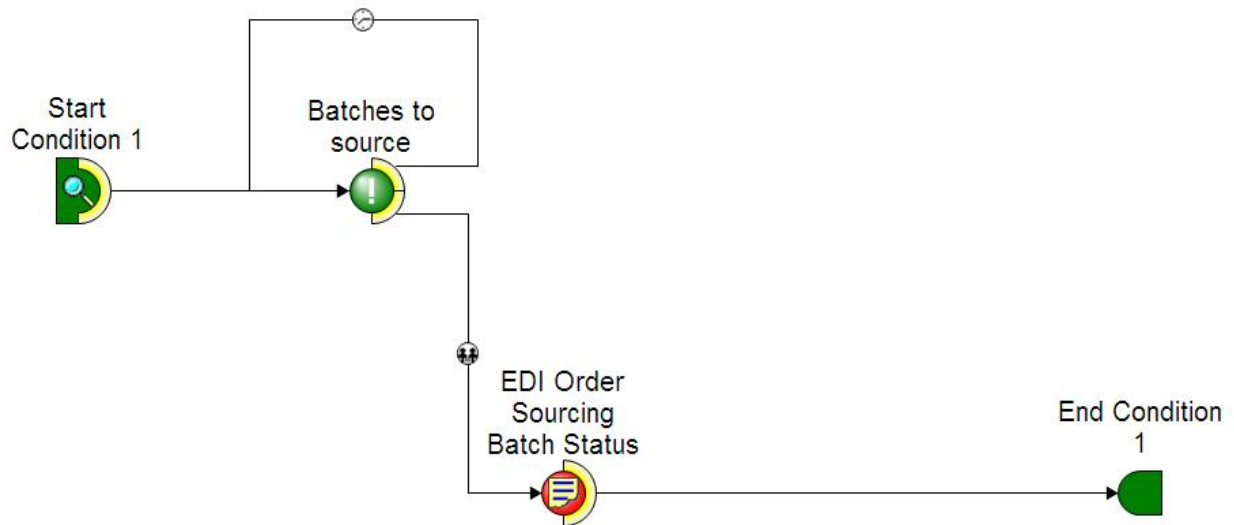 Start
Condition 1
Batches to
source
EDI Order
Sourcing
Batch Status
End Condition
1